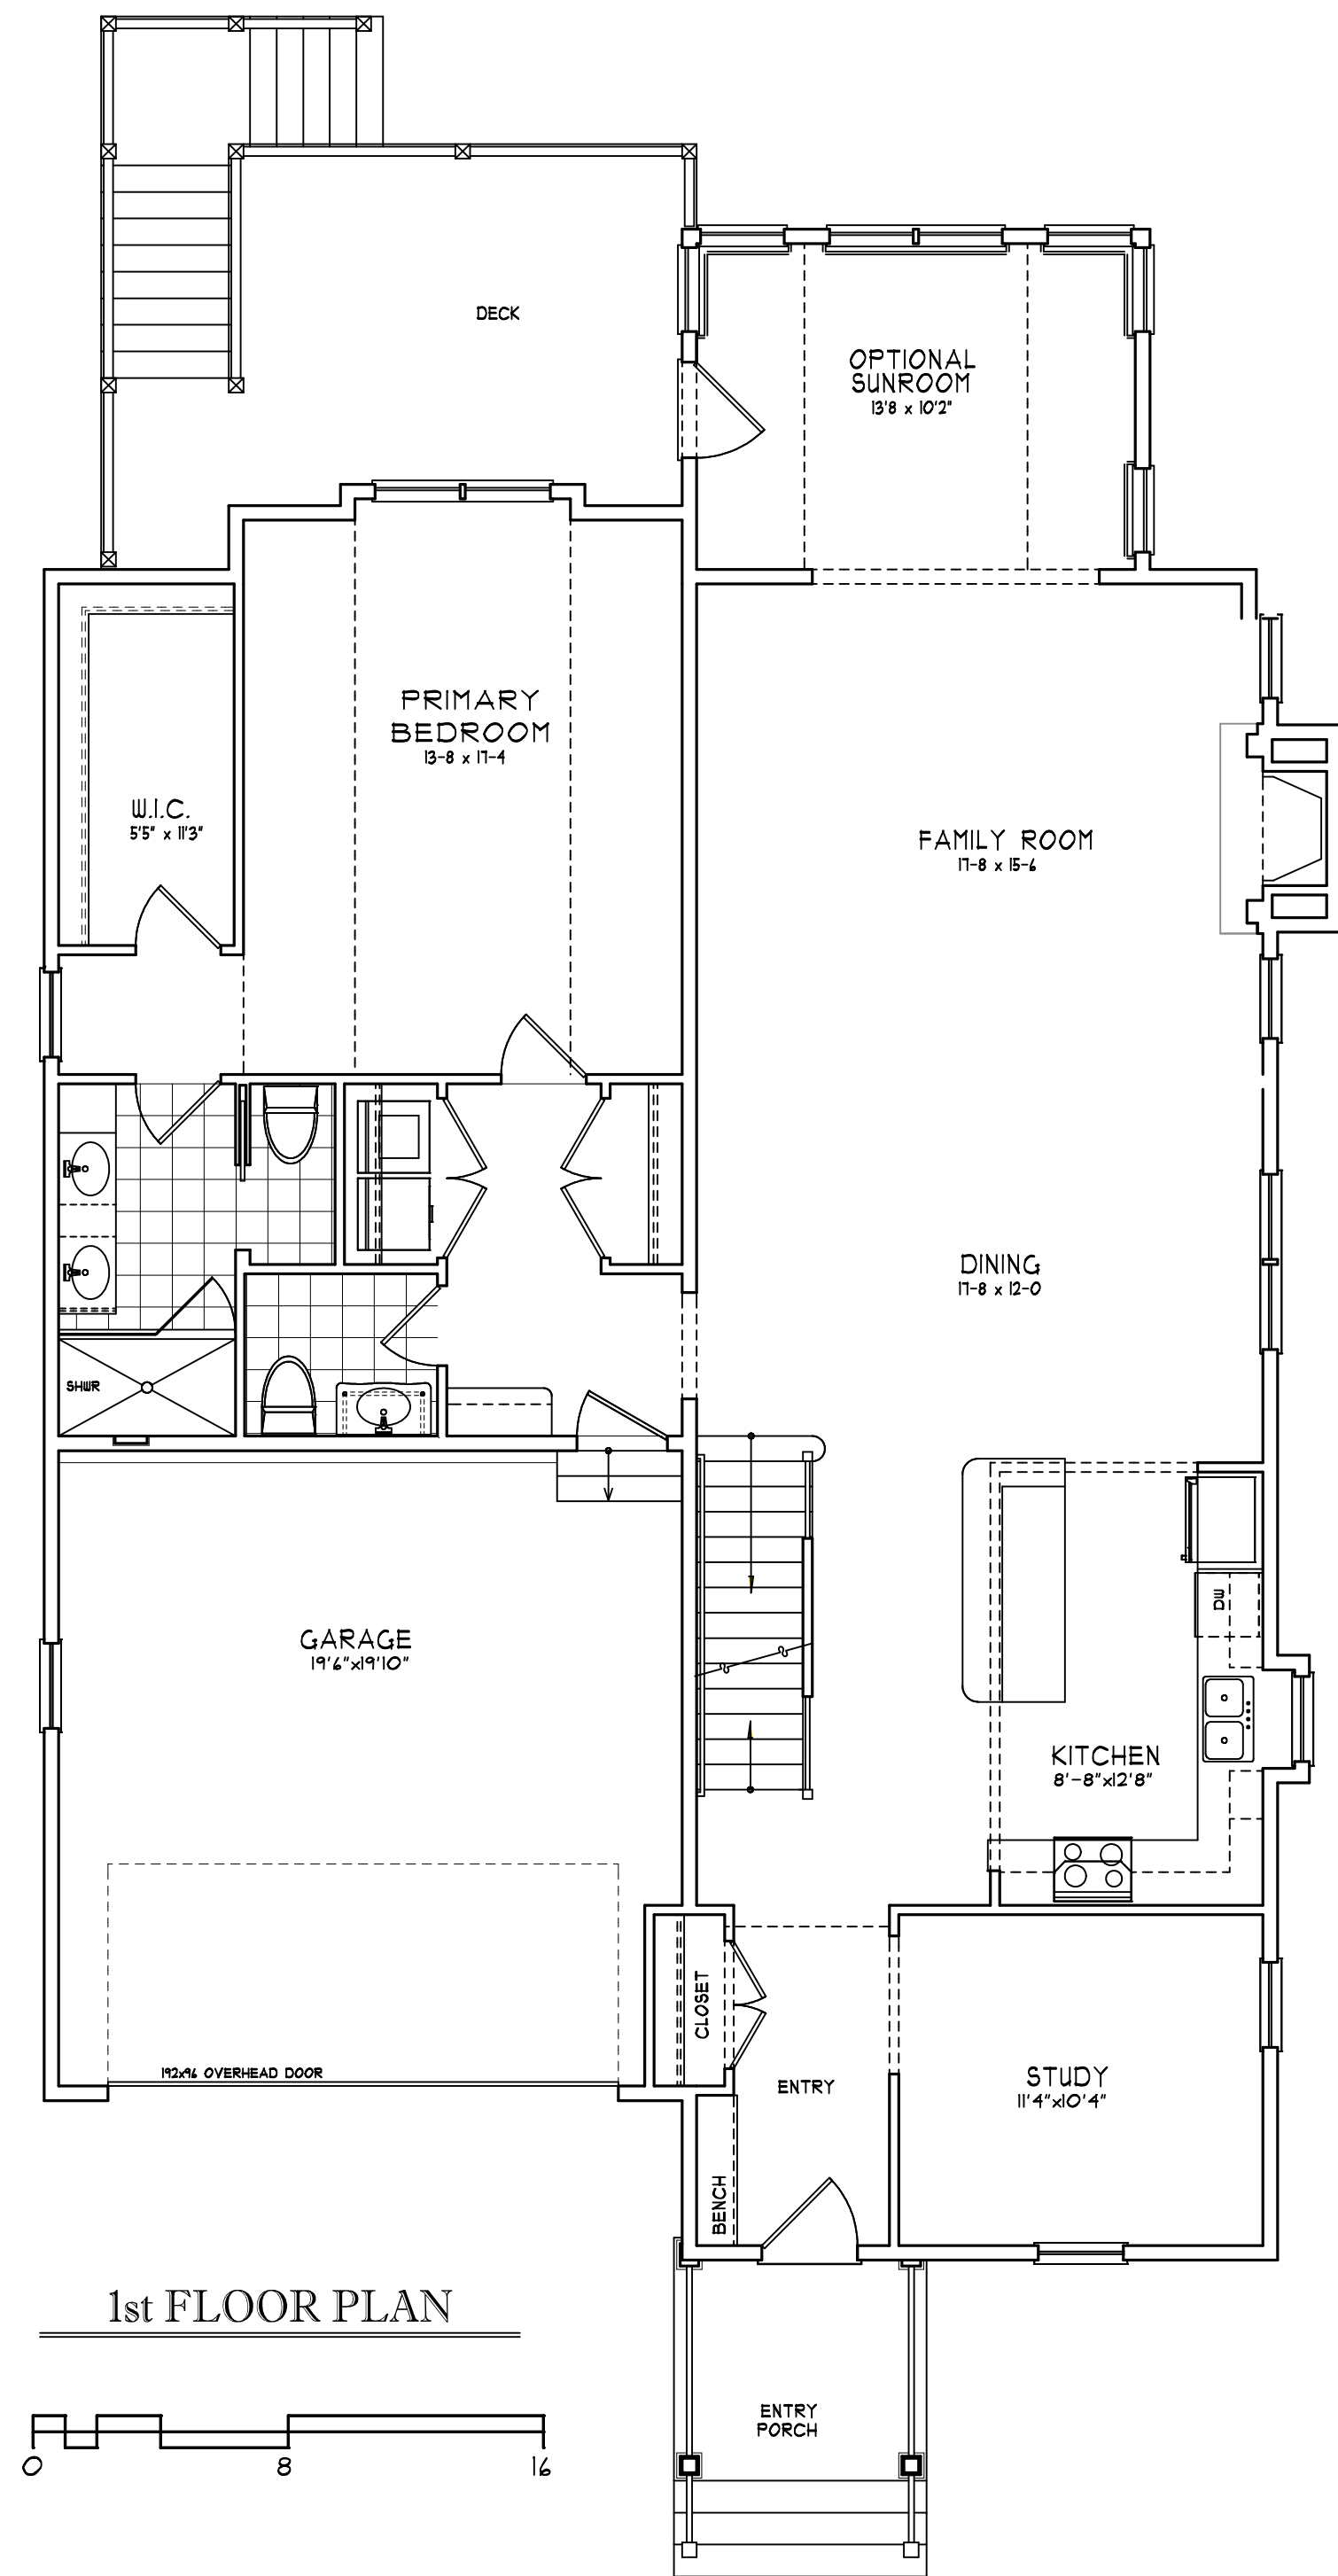 DECK
OPTIONAL
SUNROOM
13'8 x 10'2"
PRIMARY
BEDROOM
13-8 x 17-4
W.I.C.
5'5" x 11'3"
FAMILY ROOM
17-8 x 15-6
DINING
17-8 x 12-0
SHWR
GARAGE
19'6"x19'10"
DW
KITCHEN
8'-8"x12'8"
CLOSET
192x96 OVERHEAD DOOR
ENTRY
STUDY
11'4"x10'4"
BENCH
1st FLOOR PLAN
ENTRY
PORCH
0 8 16